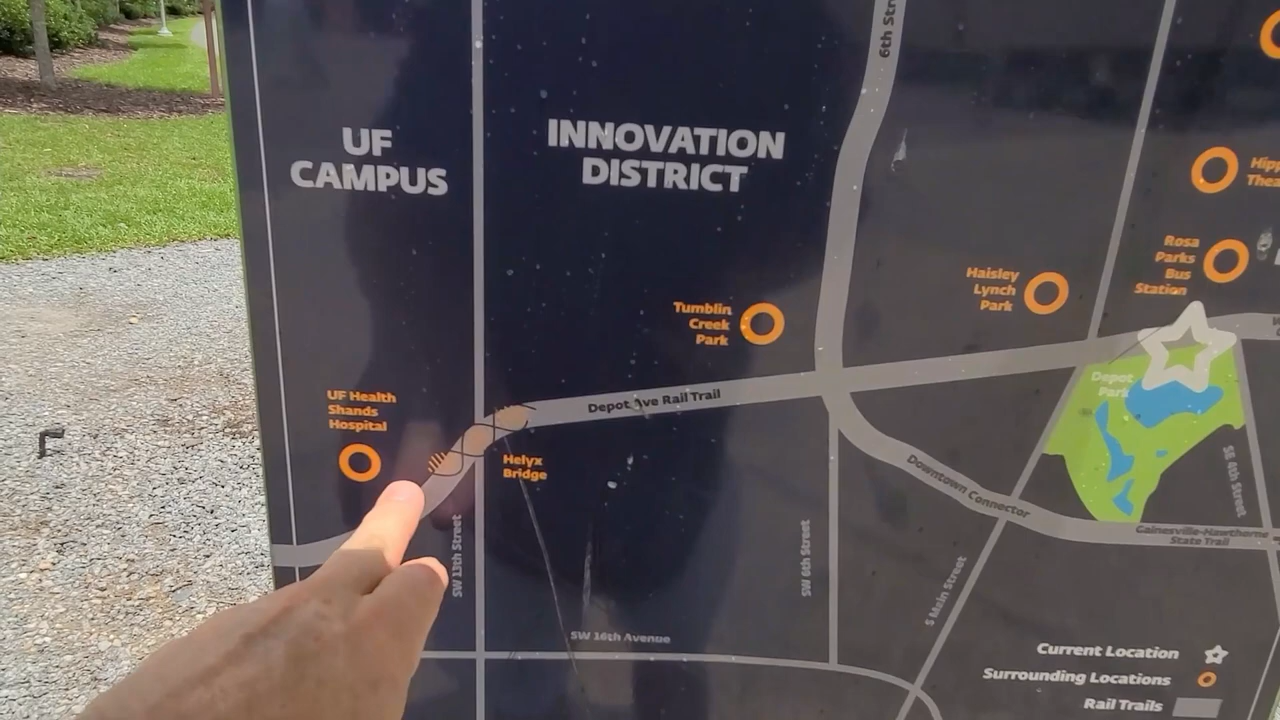 6th Str
UF
CAMPUS
INNOVATION
DISTRICT
Hipp
Thea
Rosa
Parks
Bus
Station
Haisley
Lynch
Park
Tumblin
Creek
Park
Depot
Park
UF Health
Shands
Hospital
Depot Ave Rail Trail
Helyx
Bridge
Downtown Connector
SE 4th Street
Gainesville-Hawthorne
State Trail
SW 13th Street
SW 6th Street
S Main Street
SW 16th Avenue
Current Location
Surrounding Locations
Rail Trails